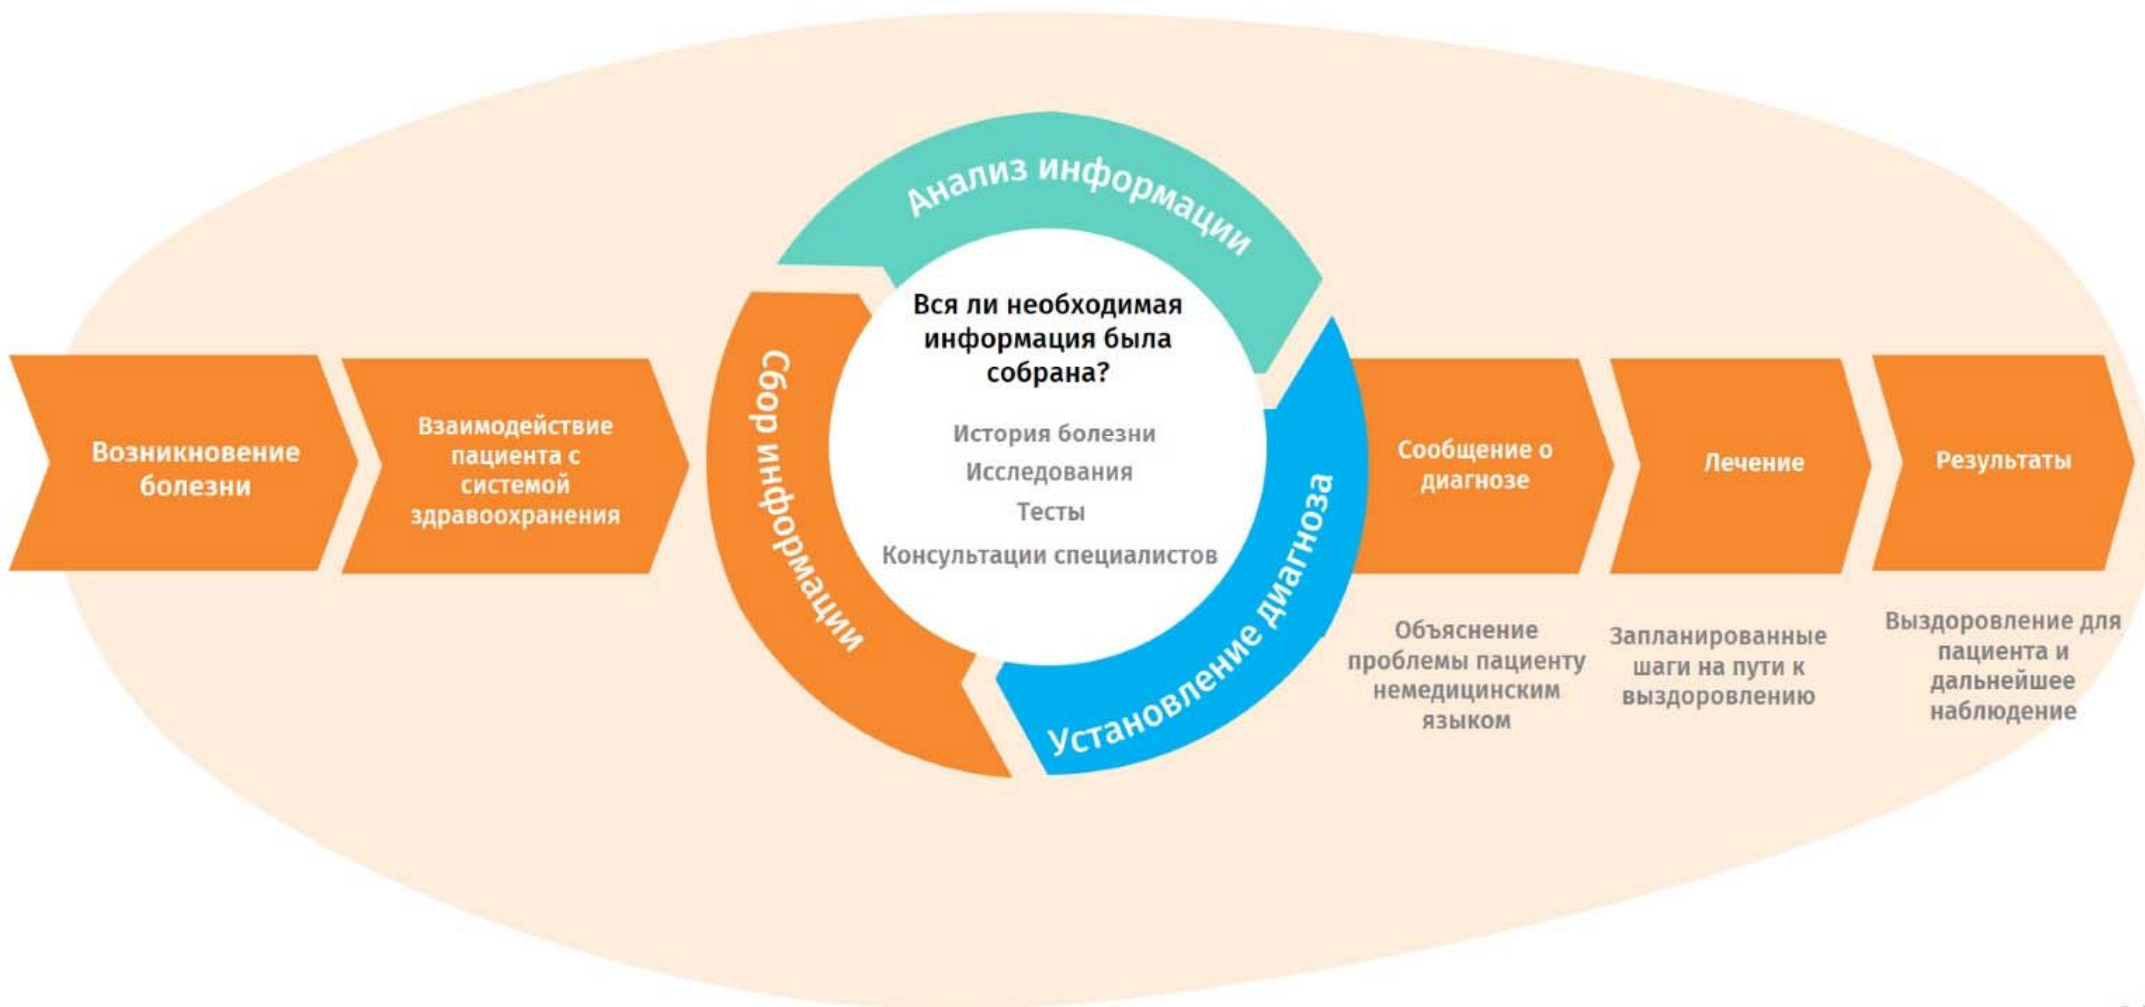 Возникновение
болезни
Взаимодействие
пациента с
системой
здравоохранения
Сбор информации
Анализ информации
Установление диагноза
Вся ли необходимая
информация была
собрана?
История болезни
Исследования
Тесты
Консультации специалистов
Сообщение о
диагнозе
Объяснение
проблемы пациенту
немедицинским
языком
Лечение
Запланированные
шаги на пути к
выздоровлению
Результаты
Выздоровление для
пациента и
дальнейшее
наблюдение